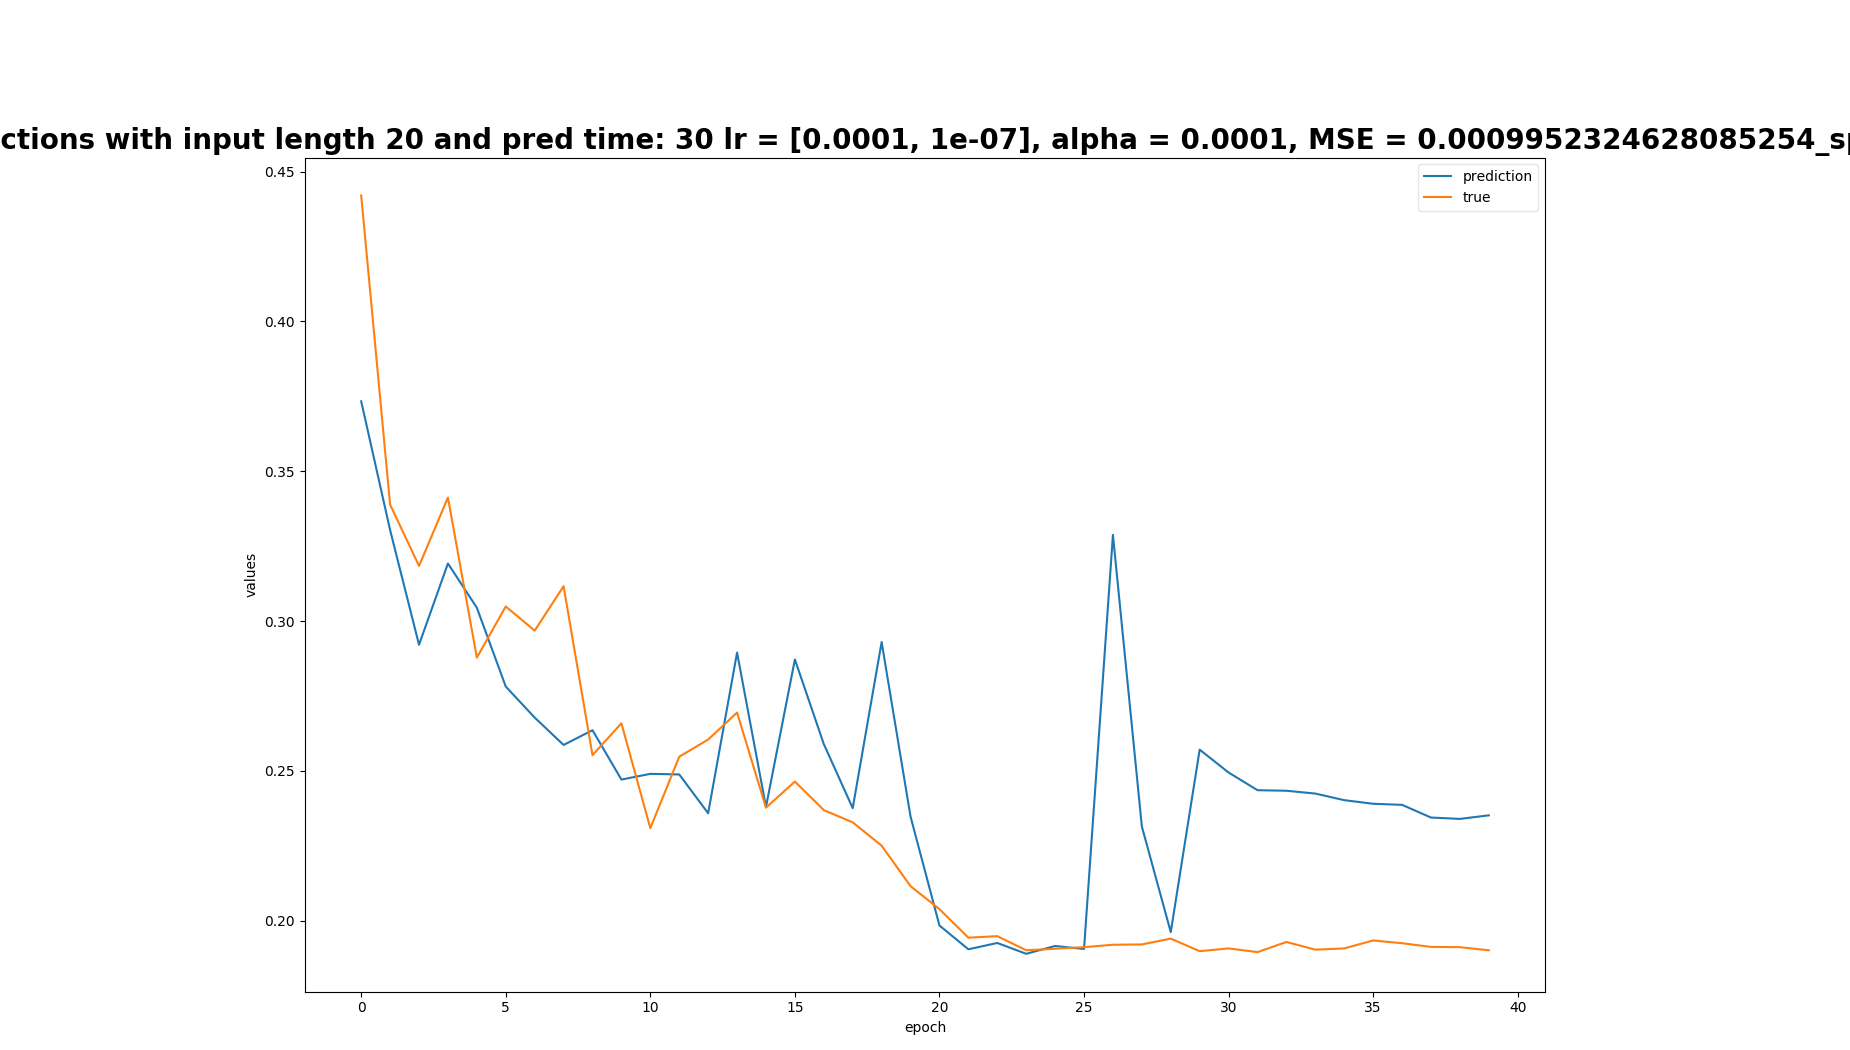 ctions with input length 20 and pred time: 30 lr = [0.0001, 1e-07], alpha = 0.0001, MSE = 0.0009952324628085254_sp
prediction
true
0.45
0.40
0.35
0.30
0.25
0.20
values
0 5 10 15 20 25 30 35 40
epoch